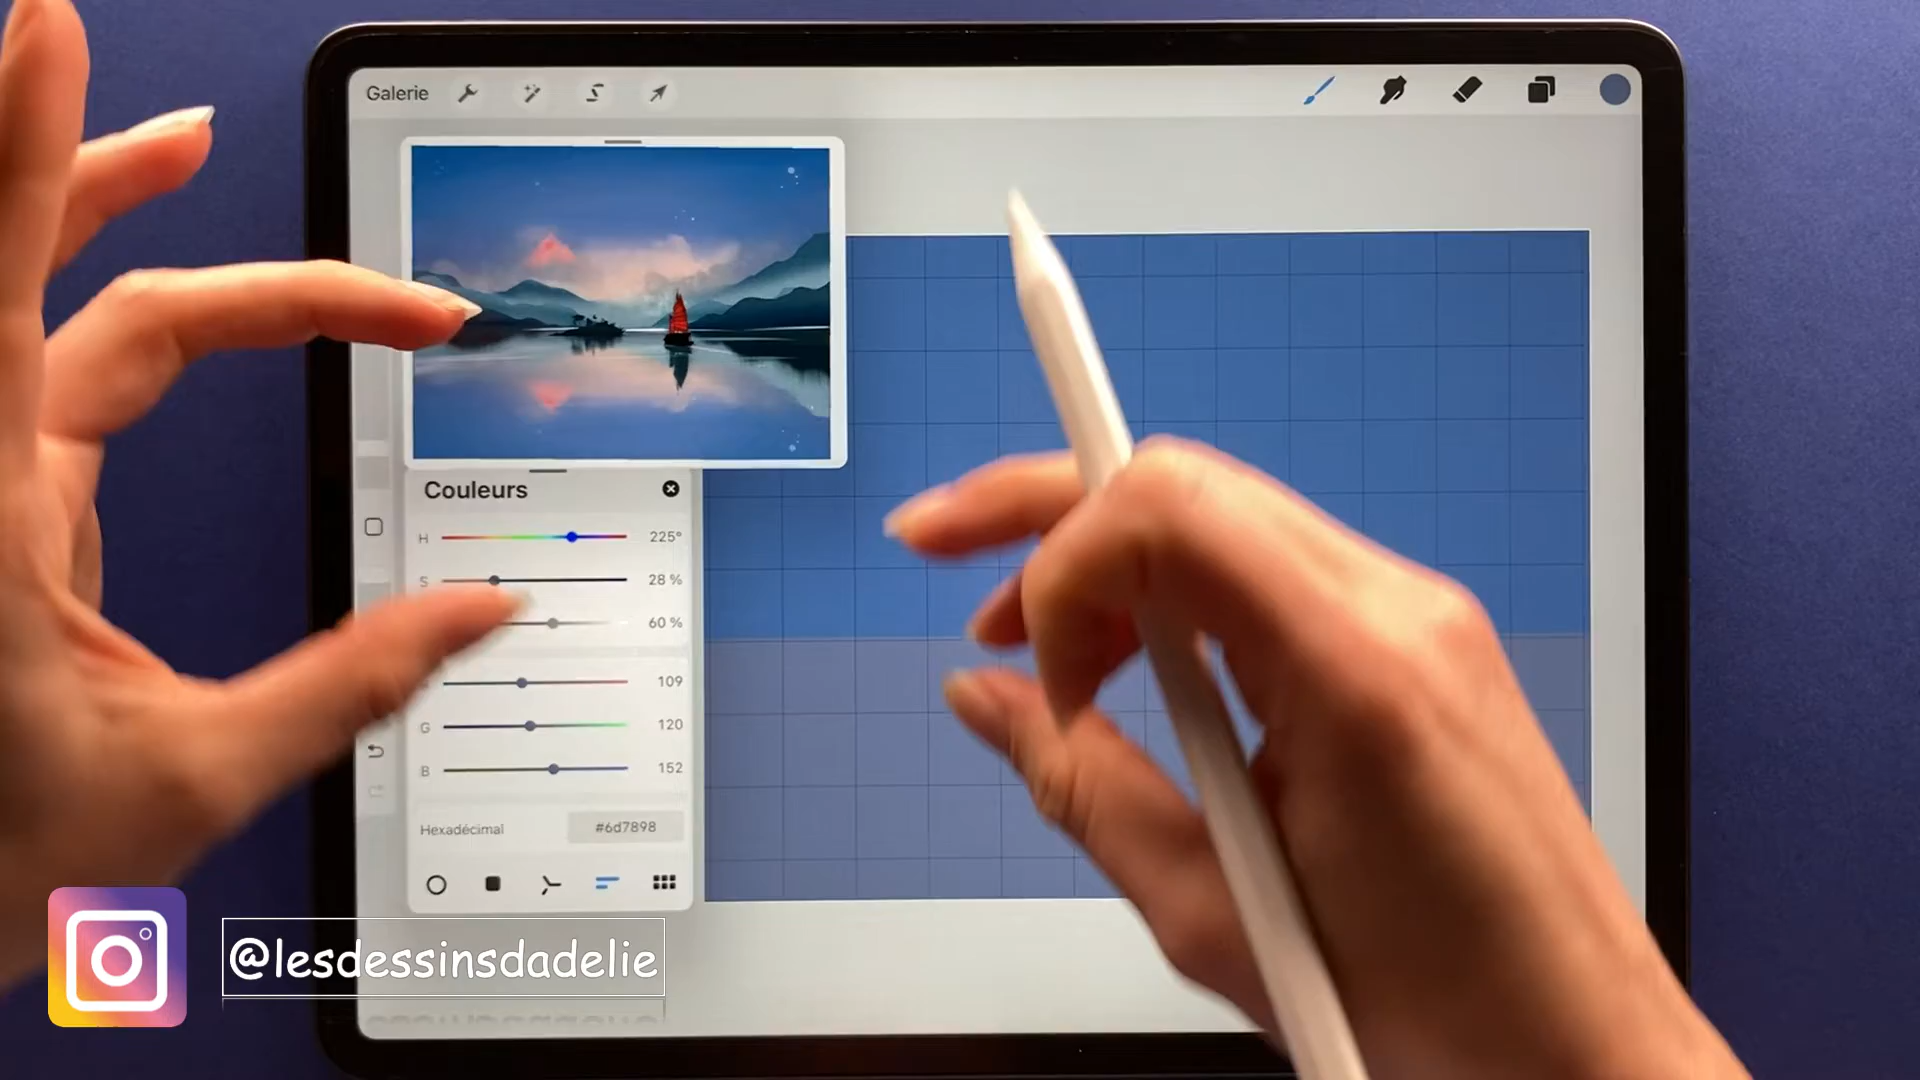 Galerie
Couleurs
H 225°
S 28 %
60 %
109
G 120
B 152
Hexadécimal #6d7898
@lesdessinsdadelie